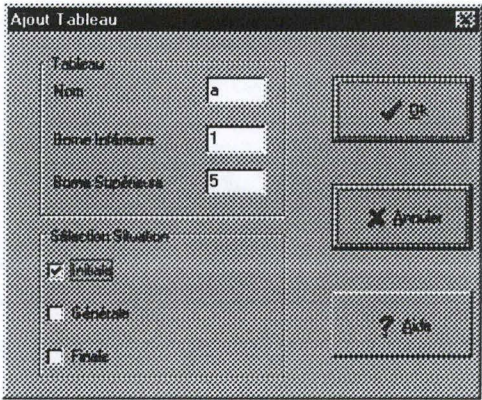 Ajout Tableau
Tableau
Nom a
Borne Inférieure 1
Borne Supérieure 5
Sélection Situation
Initiale
Générale
Finale
Ok
Annuler
? Aide